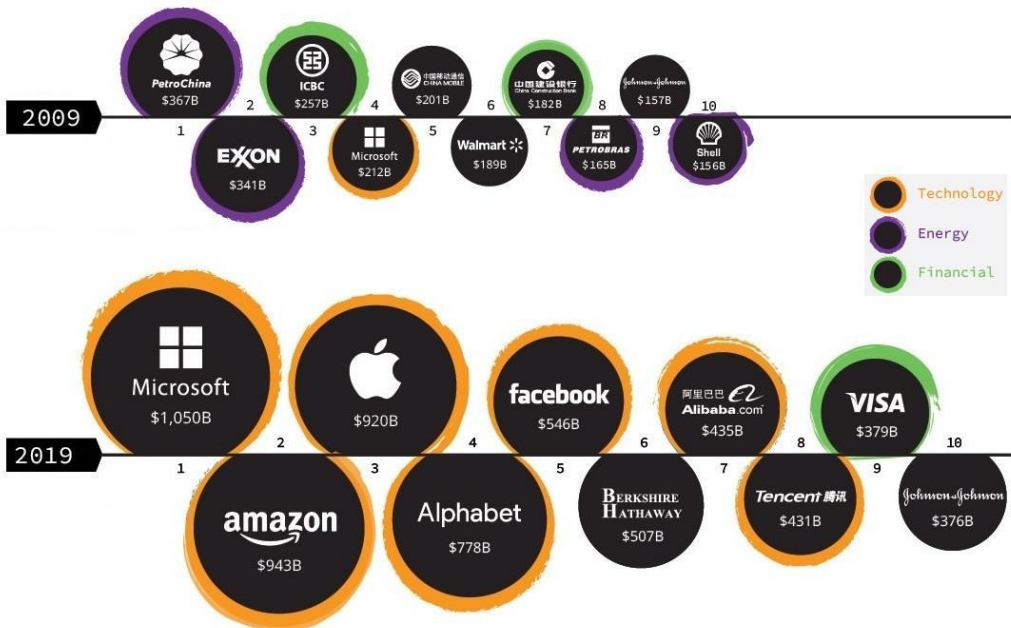 2009
1
PetroChina
$367B
2
EXXON
$341B
3
ICBC
$257B
4
Microsoft
$212B
5
中国移动通信
CHINA MOBILE
$201B
6
Walmart
$189B
7
中国建设银行
China Construction Bank
$182B
8
BR
PETROBRAS
$165B
9
Johnson & Johnson
$157B
10
Shell
$156B
Technology
Energy
Financial
2019
1
Microsoft
$1,050B
2
amazon
$943B
3
$920B
4
Alphabet
$778B
5
facebook
$546B
6
BERKSHIRE
HATHAWAY
$507B
7
阿里巴巴
Alibaba.com
$435B
8
Tencent 腾讯
$431B
9
VISA
$379B
10
Johnson & Johnson
$376B